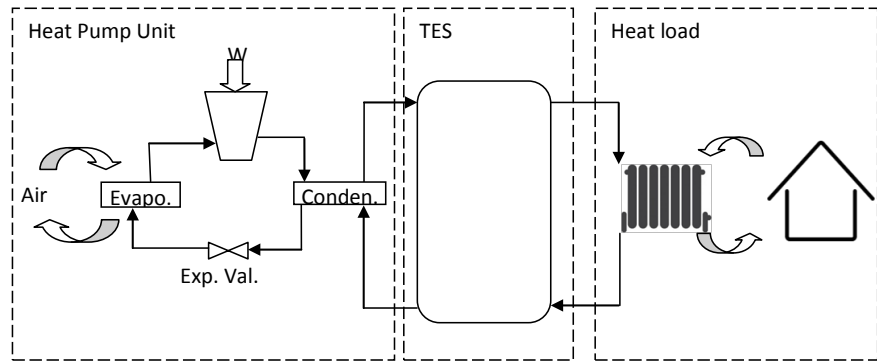 Heat Pump Unit
TES
Heat load
W
Air
Evapo.
Conden.
Exp. Val.